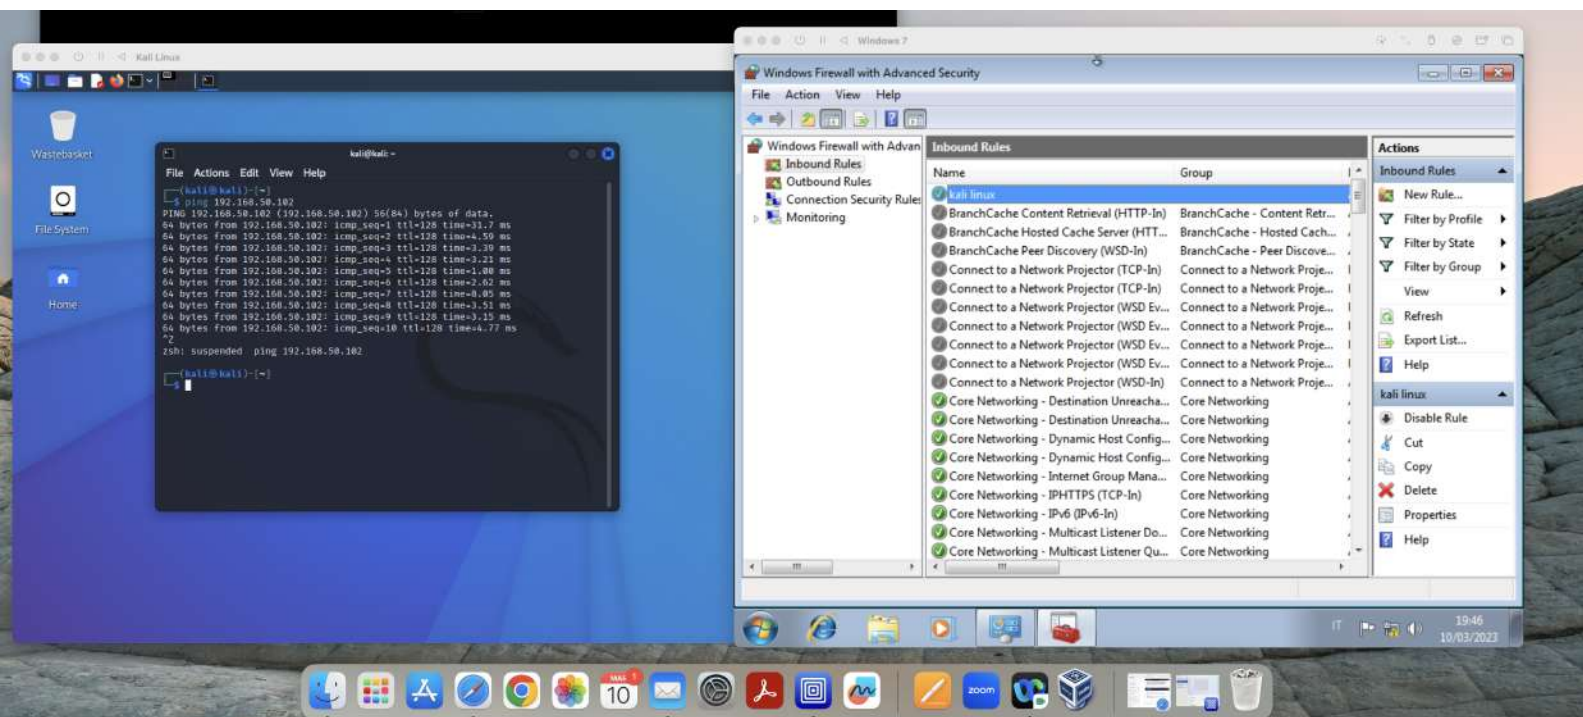 Kali Linux
Wastebasket
File System
Home
kali@kali: ~
File Actions Edit View Help
(kali㉿kali)-[~]
$ ping 192.168.50.102
PING 192.168.50.102 (192.168.50.102) 56(84) bytes of data.
64 bytes from 192.168.50.102: icmp_seq=1 ttl=128 time=31.7 ms
64 bytes from 192.168.50.102: icmp_seq=2 ttl=128 time=4.59 ms
64 bytes from 192.168.50.102: icmp_seq=3 ttl=128 time=3.39 ms
64 bytes from 192.168.50.102: icmp_seq=4 ttl=128 time=3.21 ms
64 bytes from 192.168.50.102: icmp_seq=5 ttl=128 time=1.00 ms
64 bytes from 192.168.50.102: icmp_seq=6 ttl=128 time=2.62 ms
64 bytes from 192.168.50.102: icmp_seq=7 ttl=128 time=8.05 ms
64 bytes from 192.168.50.102: icmp_seq=8 ttl=128 time=3.51 ms
64 bytes from 192.168.50.102: icmp_seq=9 ttl=128 time=3.15 ms
64 bytes from 192.168.50.102: icmp_seq=10 ttl=128 time=4.77 ms
^Z
zsh: suspended ping 192.168.50.102
(kali㉿kali)-[~]
$
Windows 7
Windows Firewall with Advanced Security
File Action View Help
Windows Firewall with Advan
Inbound Rules
Outbound Rules
Connection Security Rules
Monitoring
Inbound Rules
Name Group
kali linux
BranchCache Content Retrieval (HTTP-In) BranchCache - Content Retr...
BranchCache Hosted Cache Server (HTT... BranchCache - Hosted Cach...
BranchCache Peer Discovery (WSD-In) BranchCache - Peer Discove...
Connect to a Network Projector (TCP-In) Connect to a Network Proje...
Connect to a Network Projector (TCP-In) Connect to a Network Proje...
Connect to a Network Projector (WSD Ev... Connect to a Network Proje...
Connect to a Network Projector (WSD Ev... Connect to a Network Proje...
Connect to a Network Projector (WSD Ev... Connect to a Network Proje...
Connect to a Network Projector (WSD Ev... Connect to a Network Proje...
Connect to a Network Projector (WSD-In) Connect to a Network Proje...
Core Networking - Destination Unreacha... Core Networking
Core Networking - Destination Unreacha... Core Networking
Core Networking - Dynamic Host Config... Core Networking
Core Networking - Dynamic Host Config... Core Networking
Core Networking - Internet Group Mana... Core Networking
Core Networking - IPHTTPS (TCP-In) Core Networking
Core Networking - IPv6 (IPv6-In) Core Networking
Core Networking - Multicast Listener Do... Core Networking
Core Networking - Multicast Listener Qu... Core Networking
Actions
Inbound Rules
New Rule...
Filter by Profile
Filter by State
Filter by Group
View
Refresh
Export List...
Help
kali linux
Disable Rule
Cut
Copy
Delete
Properties
Help
IT
19:46
10/03/2023
MAR
10
zoom